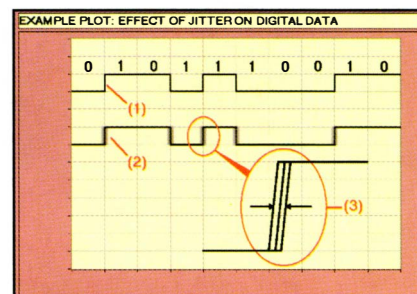 EXAMPLE PLOT: EFFECT OF JITTER ON DIGITAL DATA
0 1 0 1 1 1 0 0 1 0
(1)
(2)
(3)